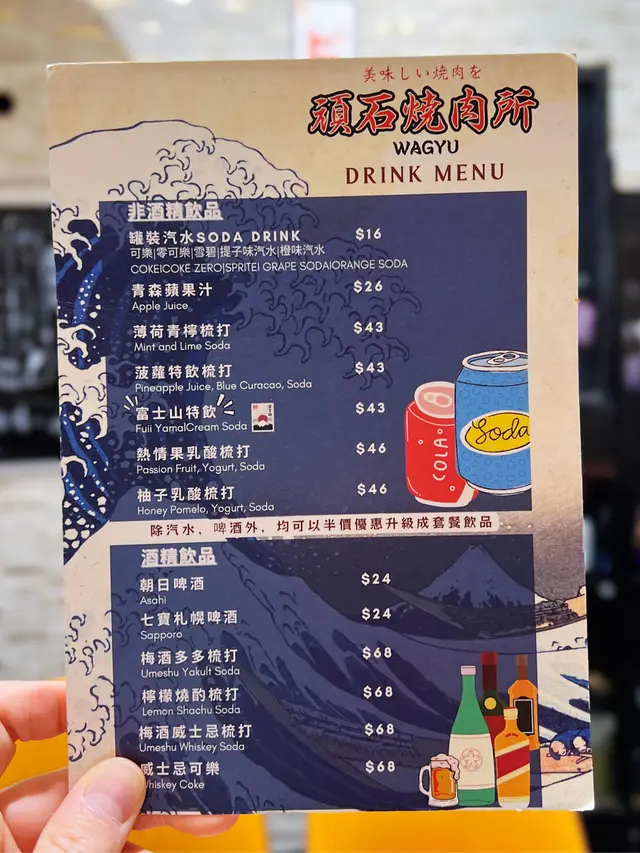 美味しい焼肉を
頑石燒肉所
WAGYU
DRINK MENU
非酒精飲品
罐裝汽水SODA DRINK $16
可樂|零可樂|雪碧|提子味汽水|橙味汽水
COKE|COKE ZERO|SPRITE| GRAPE SODA|ORANGE SODA
青森蘋果汁 $26
Apple Juice
薄荷青檸梳打 $43
Mint and Lime Soda
菠蘿特飲梳打 $43
Pineapple Juice, Blue Curacao, Soda
富士山特飲 $43
Fuii Yama|Cream Soda
熱情果乳酸梳打 $46
Passion Fruit, Yogurt, Soda
柚子乳酸梳打 $46
Honey Pomelo, Yogurt, Soda
COLA
Soda
除汽水, 啤酒外, 均可以半價優惠升級成套餐飲品
酒精飲品
朝日啤酒 $24
Asahi
七寶札幌啤酒 $24
Sapporo
梅酒多多梳打 $68
Umeshu Yakult Soda
檸檬燒酌梳打 $68
Lemon Shachu Soda
梅酒威士忌梳打 $68
Umeshu Whiskey Soda
威士忌可樂 $68
Whiskey Coke